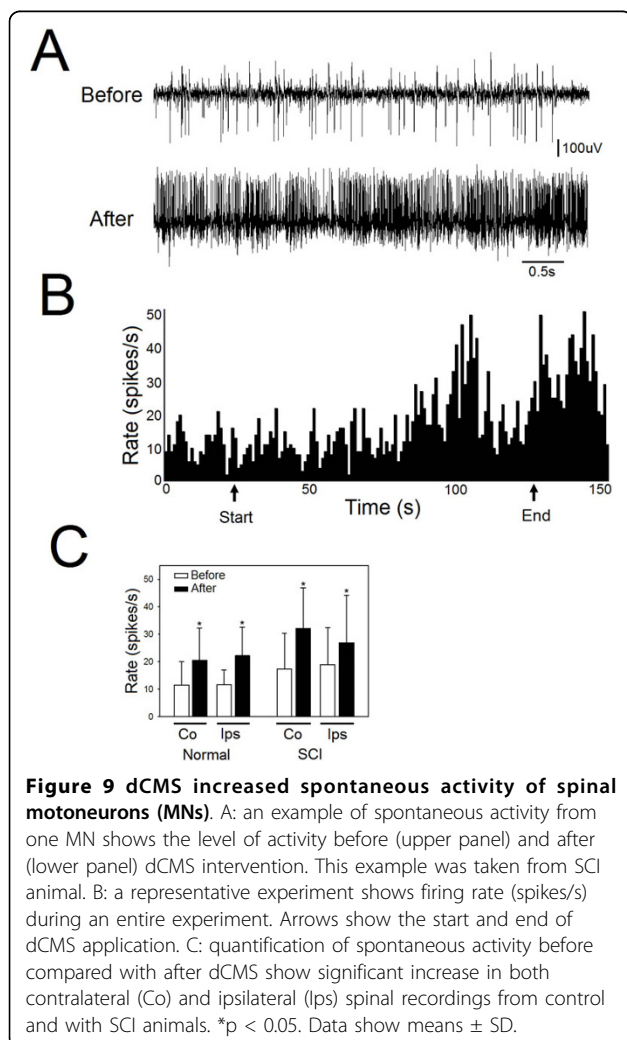 A
Before
100uV
After
0.5s
B
Rate (spikes/s)
50
40
30
20
10
0
0 50 100 150
Start Time (s) End
C
Rate (spikes/s)
50
40
30
20
10
0
Before
After
* * * *
Co Ips Co Ips
Normal SCI
Figure 9 dCMS increased spontaneous activity of spinal
motoneurons (MNs). A: an example of spontaneous activity from
one MN shows the level of activity before (upper panel) and after
(lower panel) dCMS intervention. This example was taken from SCI
animal. B: a representative experiment shows firing rate (spikes/s)
during an entire experiment. Arrows show the start and end of
dCMS application. C: quantification of spontaneous activity before
compared with after dCMS show significant increase in both
contralateral (Co) and ipsilateral (Ips) spinal recordings from control
and with SCI animals. *p < 0.05. Data show means ± SD.